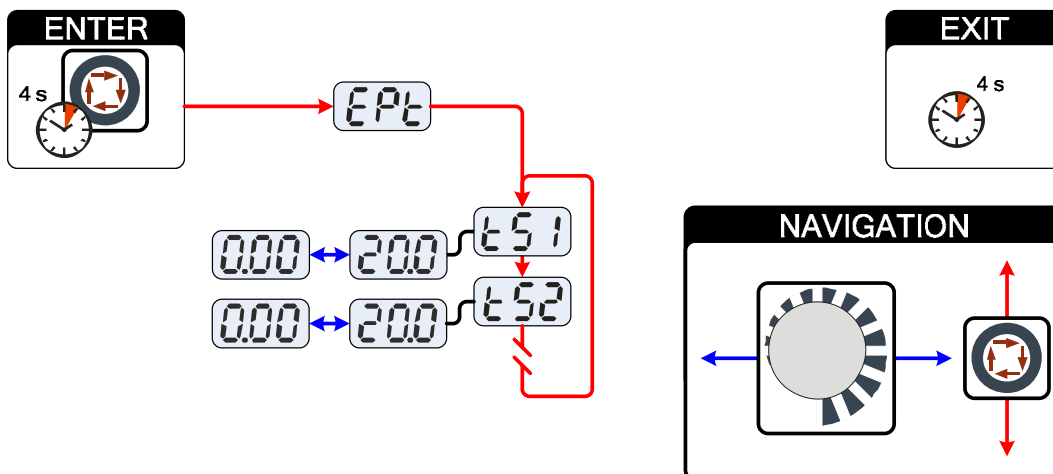 ENTER
4 s
EPt
EXIT
4 s
tS1
0.00
20.0
tS2
0.00
20.0
NAVIGATION